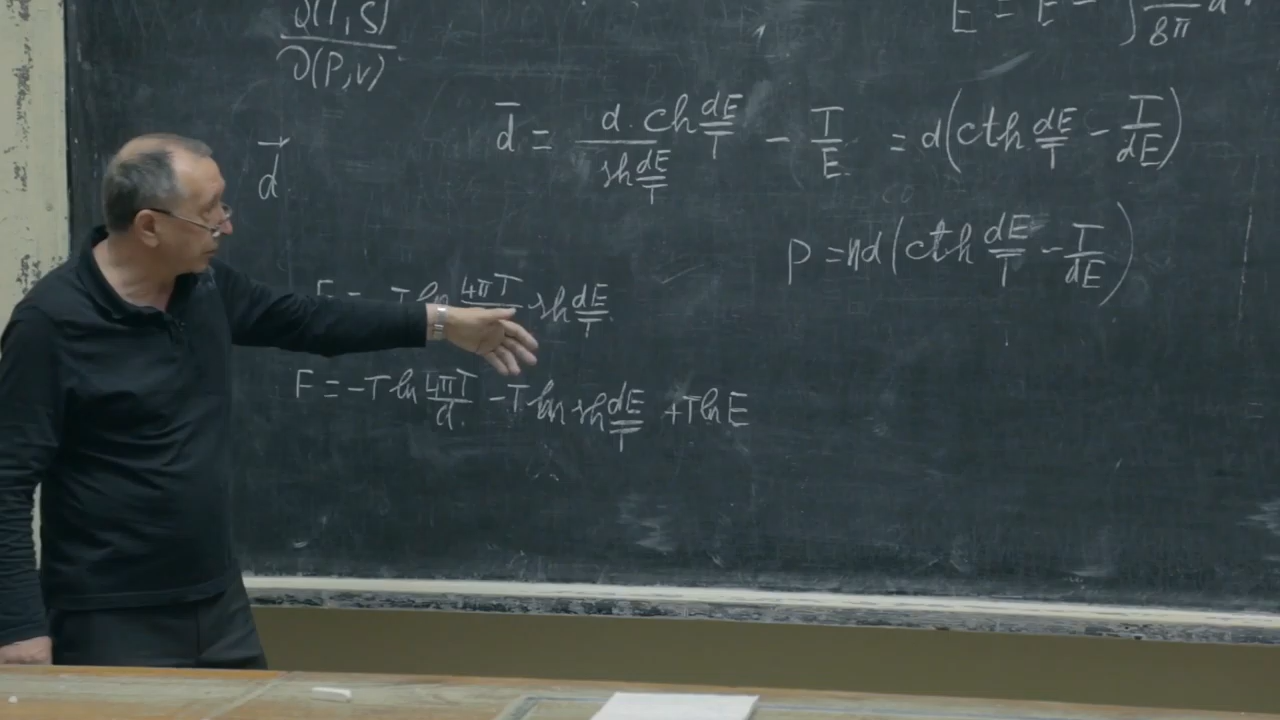 ∂(T,S)/∂(P,V)
E = E - ∫ /8π d
d⃗
d̄ = d·ch(dE/T)/sh(dE/T) - T/E = d(cth dE/T - T/dE)
P = nd(cth dE/T - T/dE)
F = -T ln 4πT/ sh dE/T
F = -T ln 4πT/d - T ln sh dE/T + T ln E